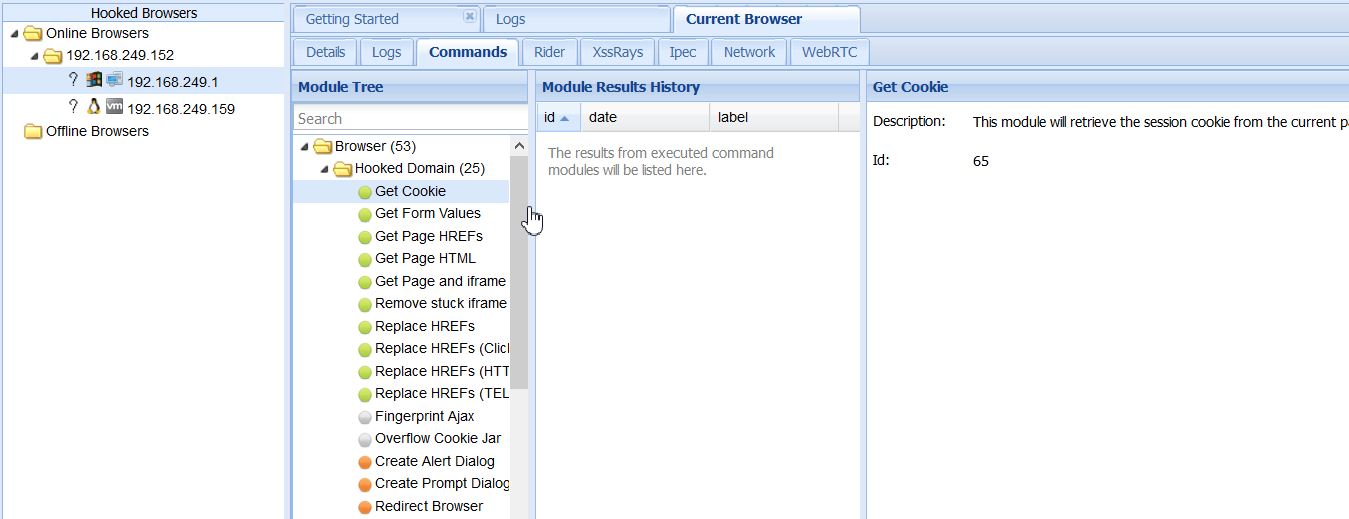 Hooked Browsers
Online Browsers
192.168.249.152
? 192.168.249.1
? vm 192.168.249.159
Offline Browsers
Getting Started
Logs
Current Browser
Details
Logs
Commands
Rider
XssRays
Ipec
Network
WebRTC
Module Tree
Search
Browser (53)
Hooked Domain (25)
Get Cookie
Get Form Values
Get Page HREFs
Get Page HTML
Get Page and iframe
Remove stuck iframe
Replace HREFs
Replace HREFs (Clic
Replace HREFs (HTT
Replace HREFs (TEL
Fingerprint Ajax
Overflow Cookie Jar
Create Alert Dialog
Create Prompt Dialog
Redirect Browser
Module Results History
id date label
The results from executed command
modules will be listed here.
Get Cookie
Description: This module will retrieve the session cookie from the current pa
Id: 65